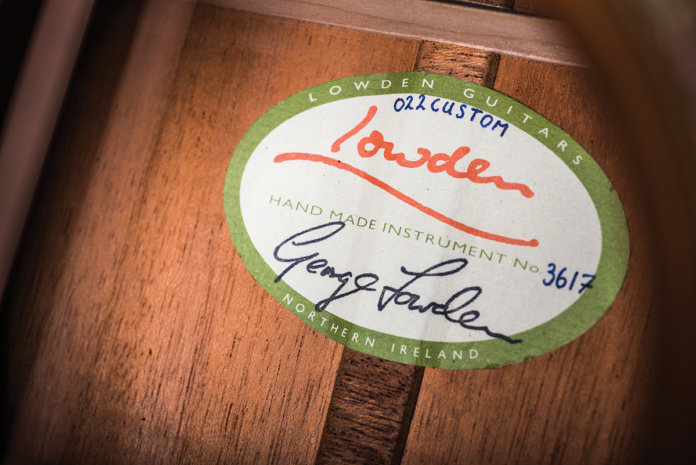 LOWDEN GUITARS
022 CUSTOM
Lowden
HAND MADE INSTRUMENT No. 3617
George Lowden
NORTHERN IRELAND